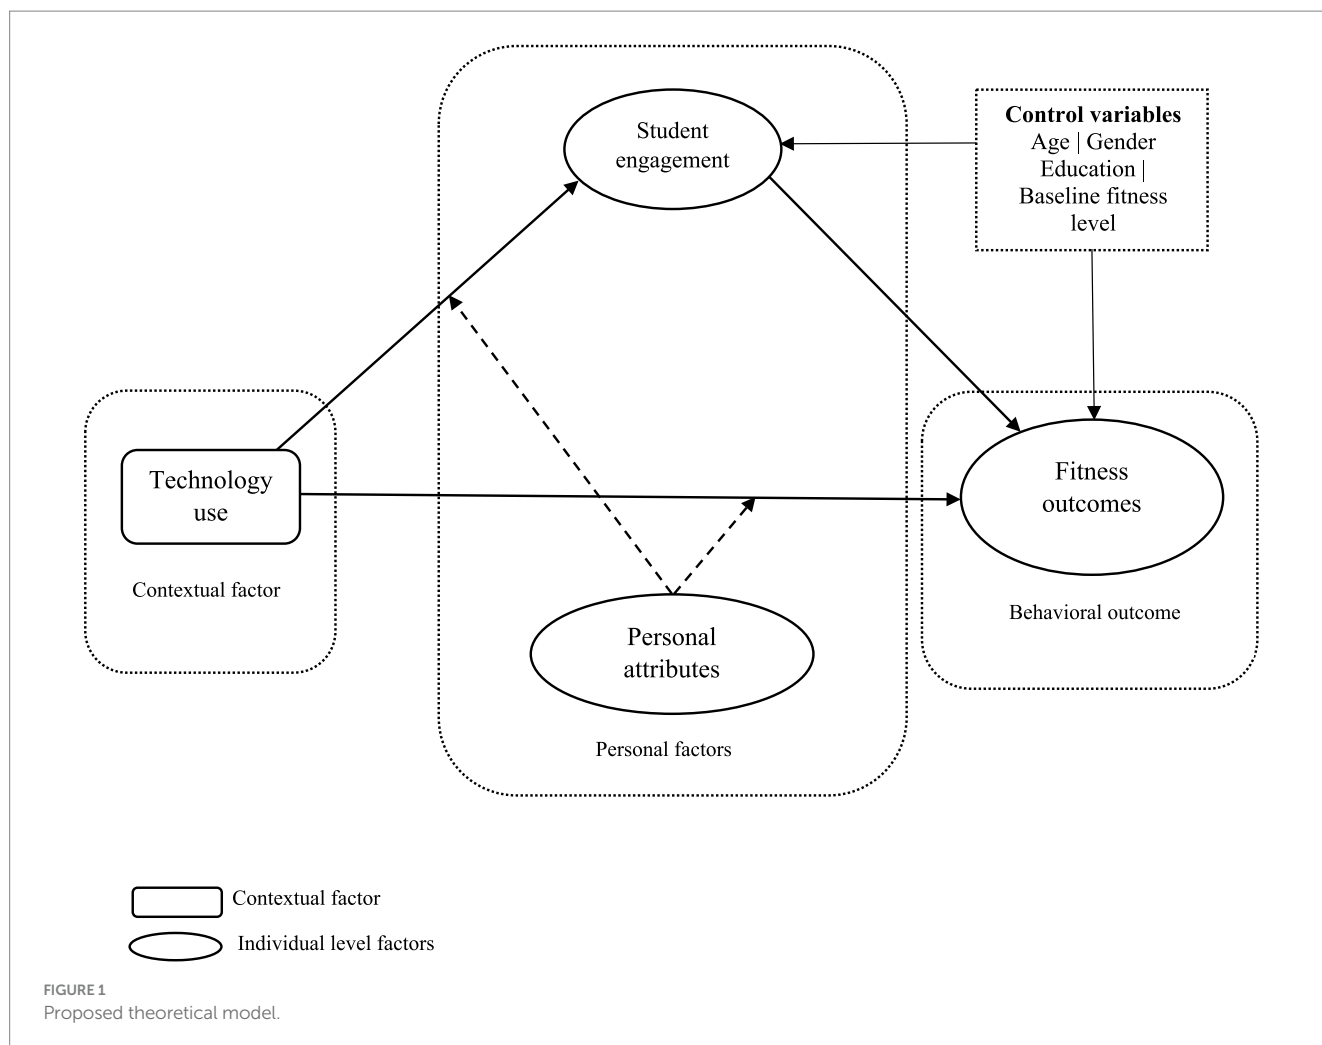 Student
engagement
Control variables
Age | Gender
Education |
Baseline fitness
level
Technology
use
Contextual factor
Fitness
outcomes
Behavioral outcome
Personal
attributes
Personal factors
Contextual factor
Individual level factors
FIGURE 1
Proposed theoretical model.